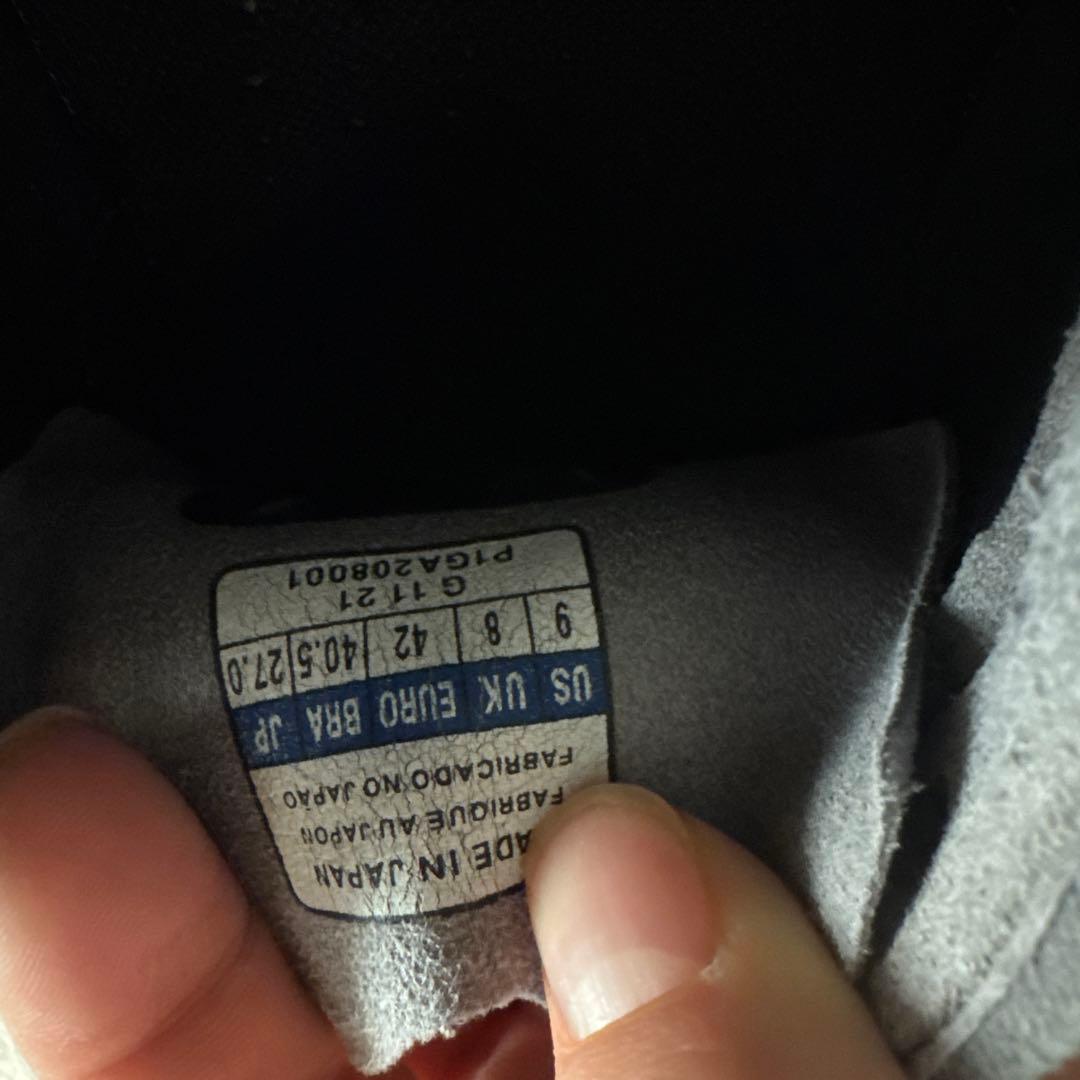 ADE IN JAPAN
FABRIQUÉ AU JAPON
FABRICADO NO JAPÃO
US UK EURO BRA JP
9 8 42 40.5 27.0
G 11 21
P1GA208001